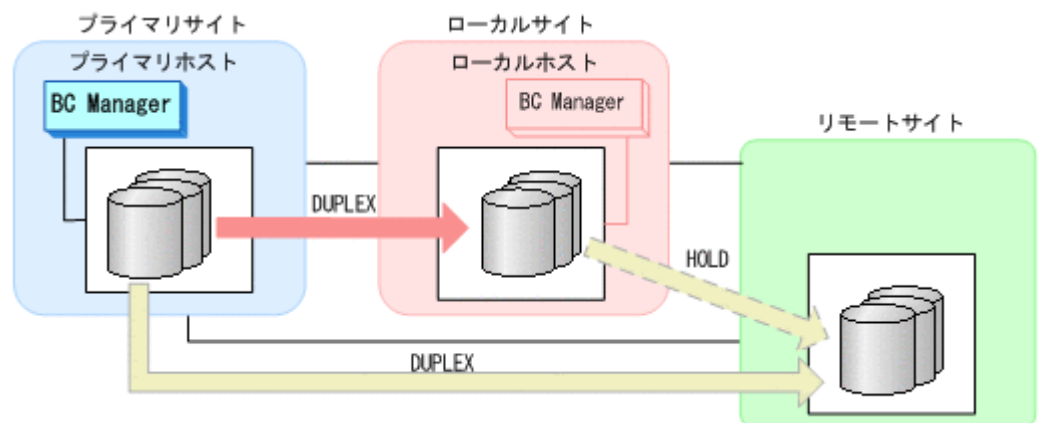 プライマリサイト
ローカルサイト
プライマリホスト
ローカルホスト
BC Manager
BC Manager
リモートサイト
DUPLEX
HOLD
DUPLEX